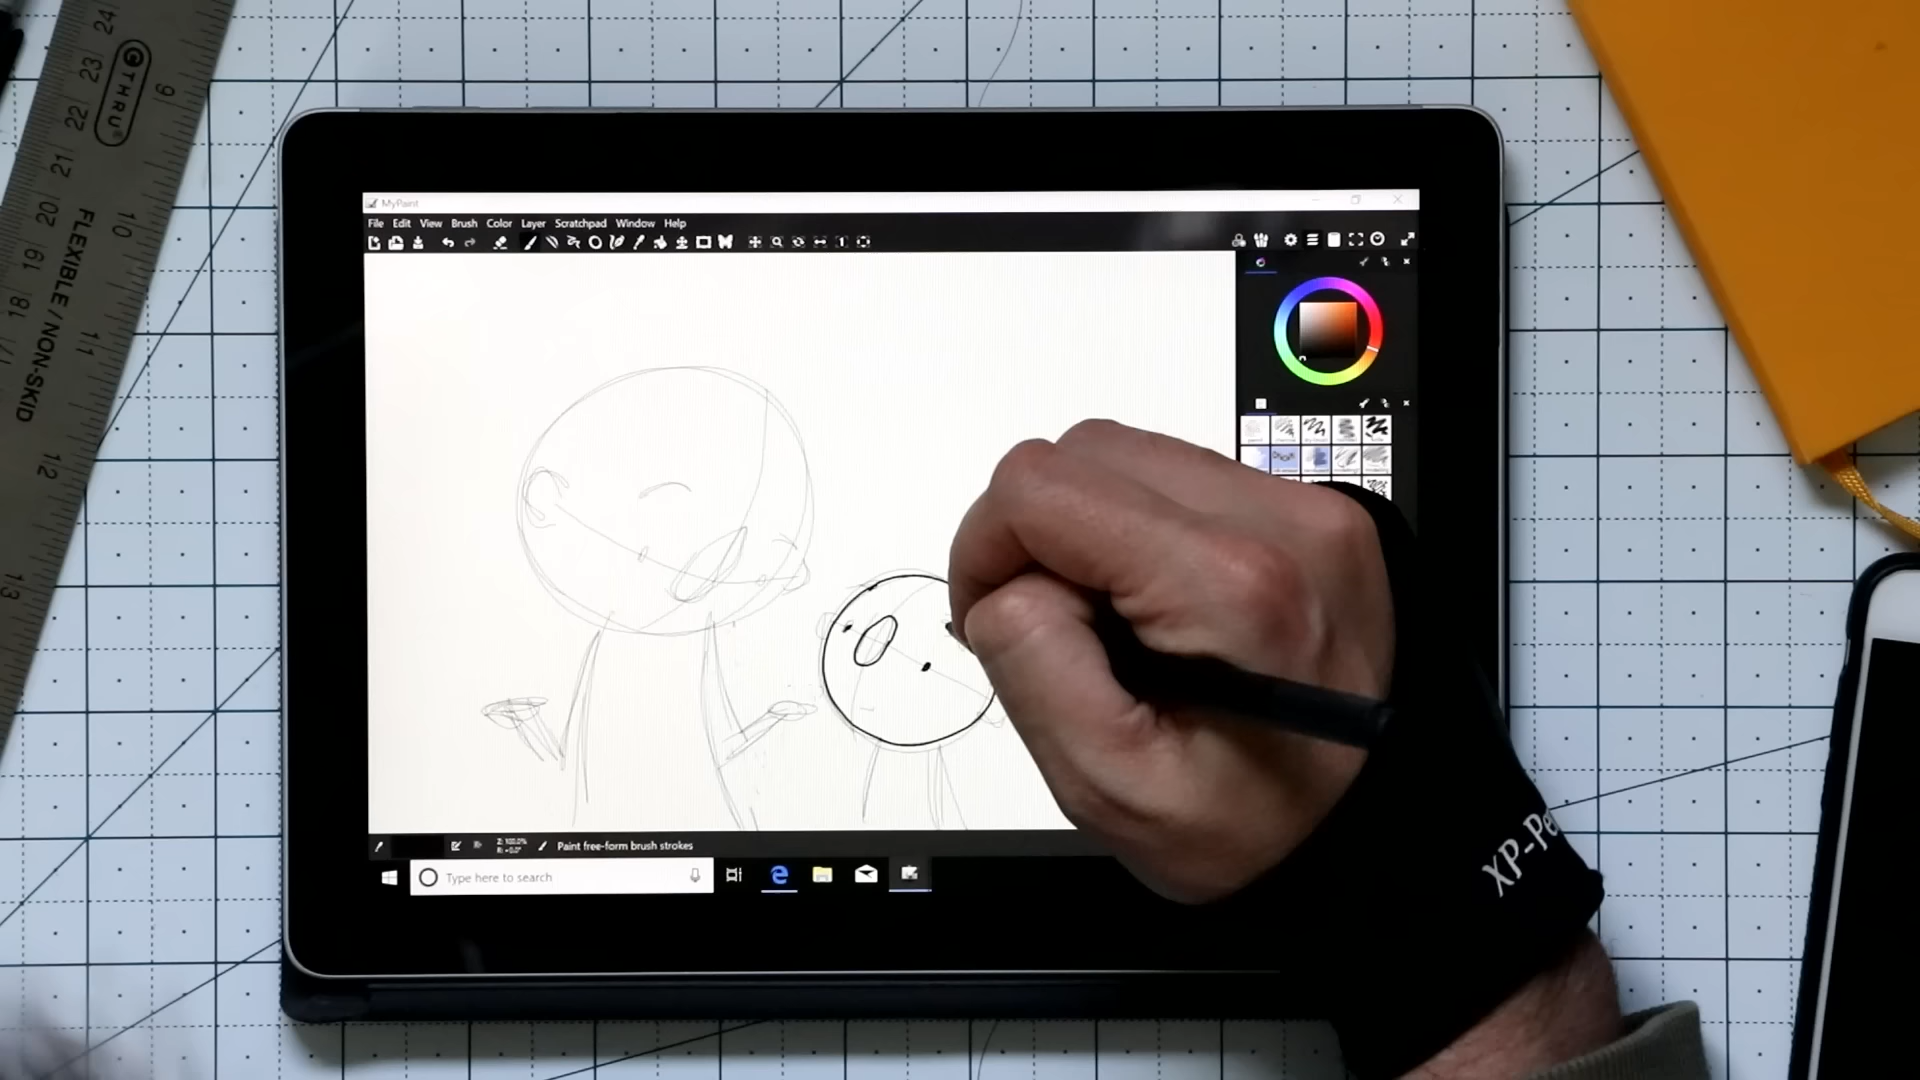 MyPaint
File Edit View Brush Color Layer Scratchpad Window Help
Paint free-form brush strokes
Type here to search
XP-Pe
THRU
FLEXIBLE / NON-SKID
24
23
22
21
20
19
18
17
9
10
11
12
13